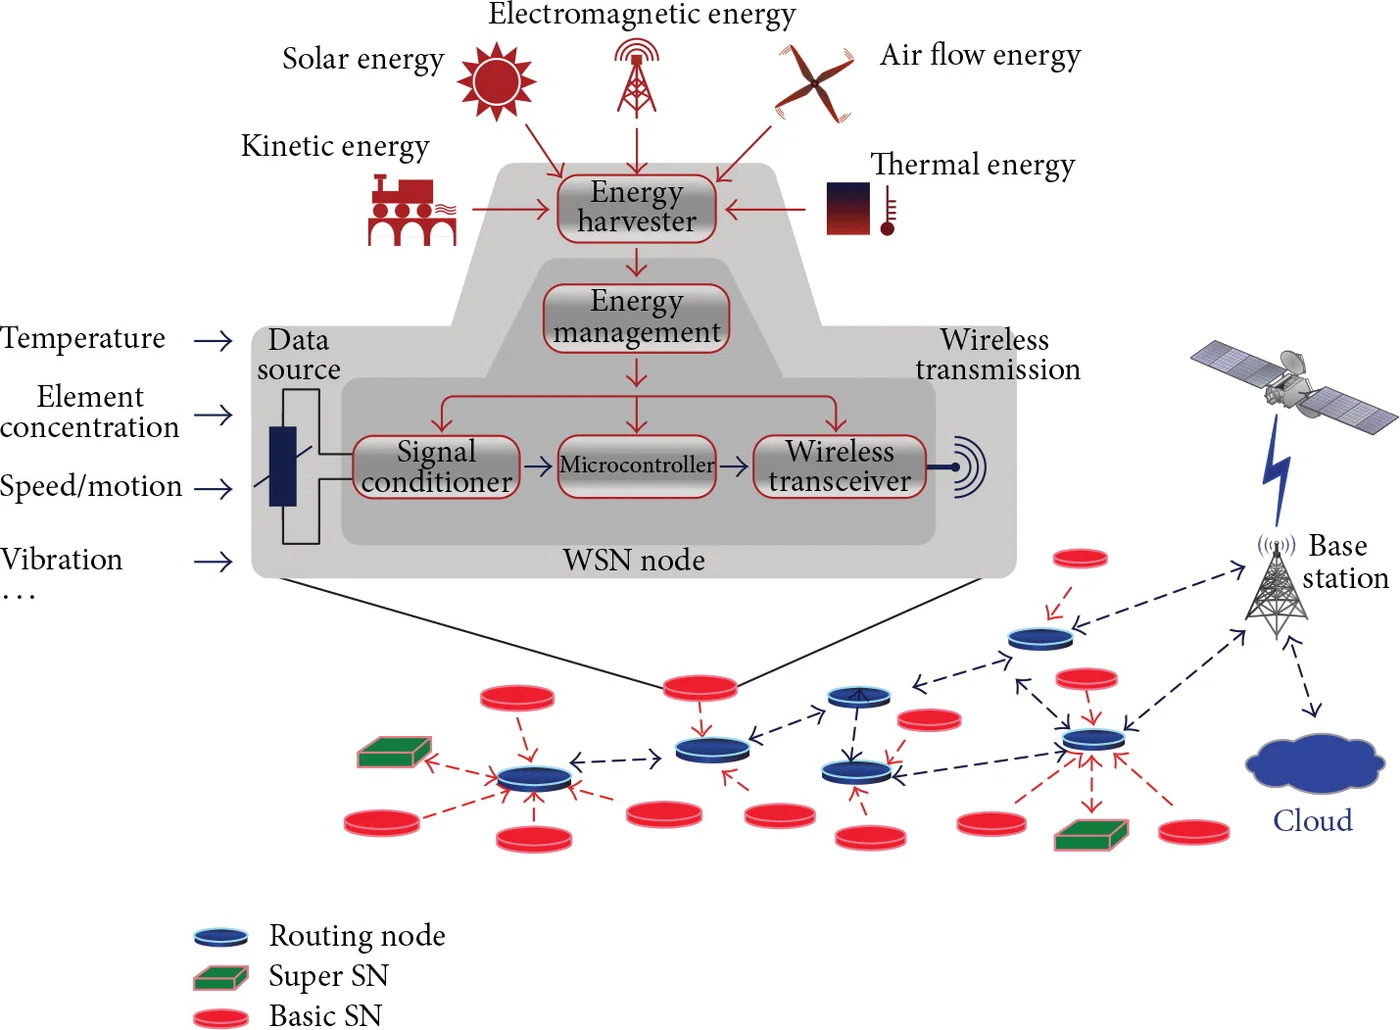 Electromagnetic energy
Solar energy
Air flow energy
Kinetic energy
Thermal energy
Energy
harvester
Energy
management
Temperature
Element
concentration
Speed/motion
Vibration
...
Data
source
Wireless
transmission
Signal
conditioner
Microcontroller
Wireless
transceiver
WSN node
Base
station
Cloud
Routing node
Super SN
Basic SN